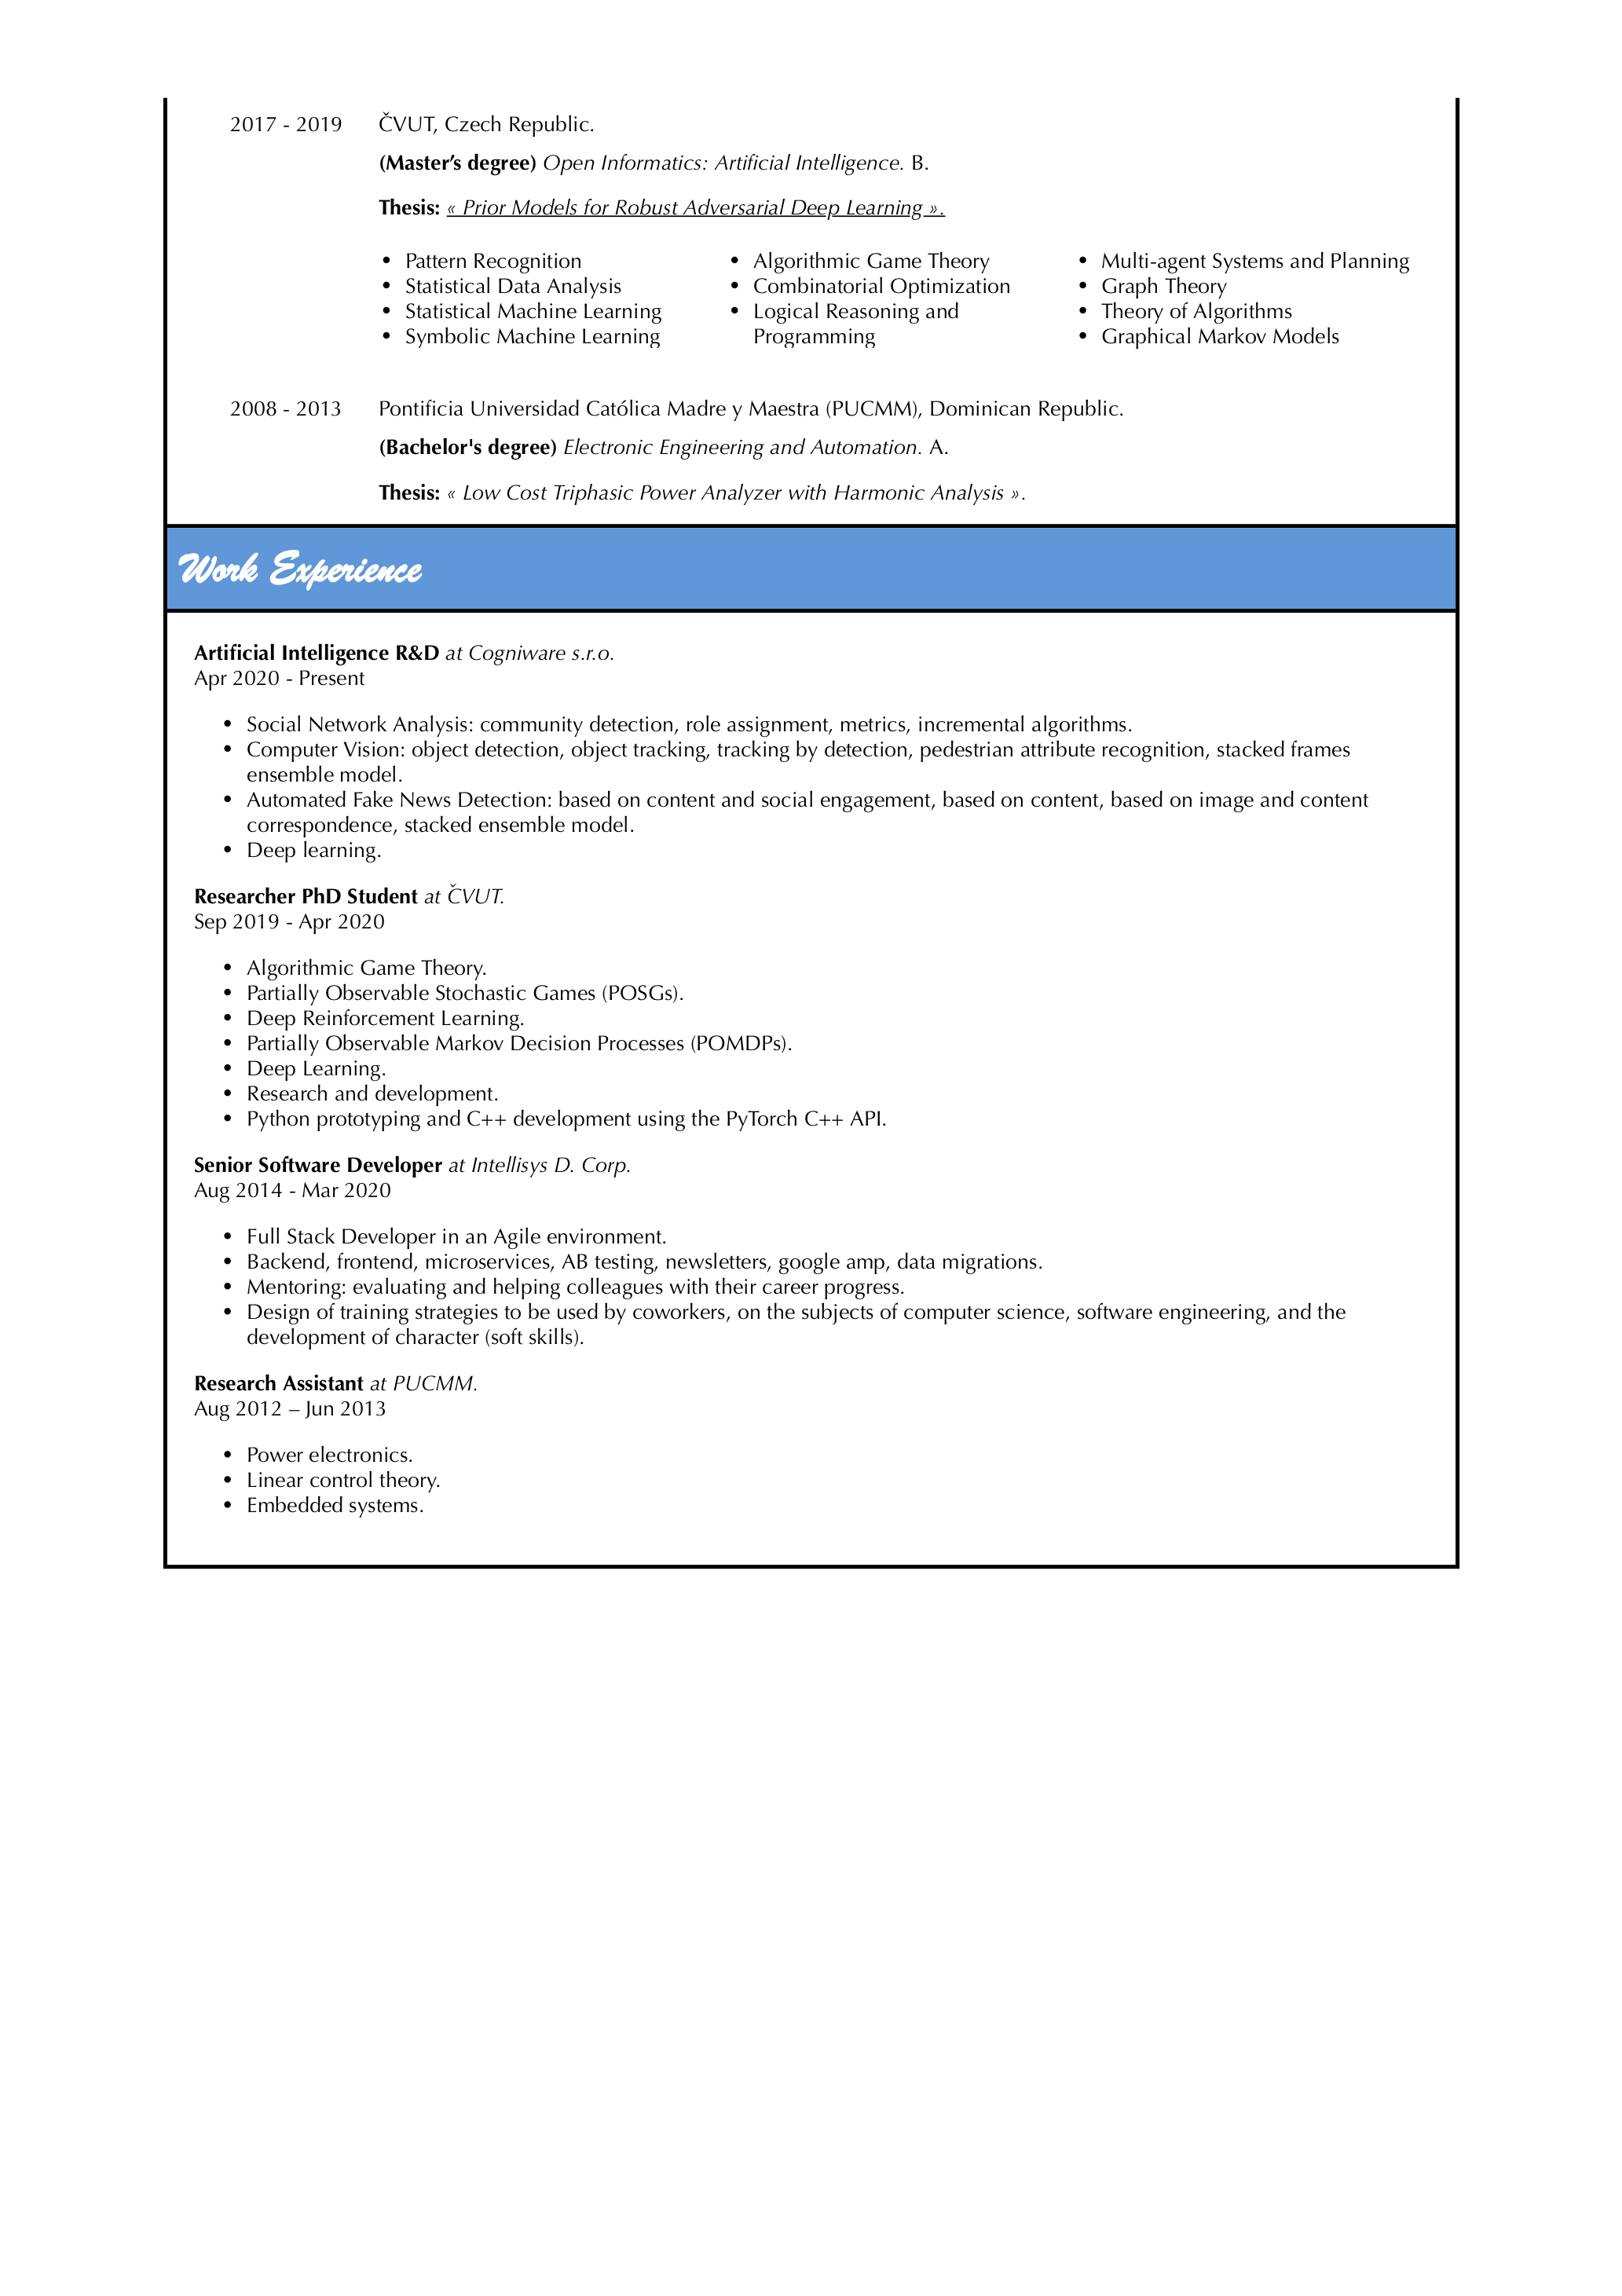 2017 - 2019 ČVUT, Czech Republic.
(Master’s degree) Open Informatics: Artificial Intelligence. B.
Thesis: « Prior Models for Robust Adversarial Deep Learning ».
• Pattern Recognition
• Statistical Data Analysis
• Statistical Machine Learning
• Symbolic Machine Learning
• Algorithmic Game Theory
• Combinatorial Optimization
• Logical Reasoning and
Programming
• Multi-agent Systems and Planning
• Graph Theory
• Theory of Algorithms
• Graphical Markov Models
2008 - 2013 Pontificia Universidad Católica Madre y Maestra (PUCMM), Dominican Republic.
(Bachelor's degree) Electronic Engineering and Automation. A.
Thesis: « Low Cost Triphasic Power Analyzer with Harmonic Analysis ».
Work Experience
Artificial Intelligence R&D at Cogniware s.r.o.
Apr 2020 - Present
• Social Network Analysis: community detection, role assignment, metrics, incremental algorithms.
• Computer Vision: object detection, object tracking, tracking by detection, pedestrian attribute recognition, stacked frames
ensemble model.
• Automated Fake News Detection: based on content and social engagement, based on content, based on image and content
correspondence, stacked ensemble model.
• Deep learning.
Researcher PhD Student at ČVUT.
Sep 2019 - Apr 2020
• Algorithmic Game Theory.
• Partially Observable Stochastic Games (POSGs).
• Deep Reinforcement Learning.
• Partially Observable Markov Decision Processes (POMDPs).
• Deep Learning.
• Research and development.
• Python prototyping and C++ development using the PyTorch C++ API.
Senior Software Developer at Intellisys D. Corp.
Aug 2014 - Mar 2020
• Full Stack Developer in an Agile environment.
• Backend, frontend, microservices, AB testing, newsletters, google amp, data migrations.
• Mentoring: evaluating and helping colleagues with their career progress.
• Design of training strategies to be used by coworkers, on the subjects of computer science, software engineering, and the
development of character (soft skills).
Research Assistant at PUCMM.
Aug 2012 – Jun 2013
• Power electronics.
• Linear control theory.
• Embedded systems.